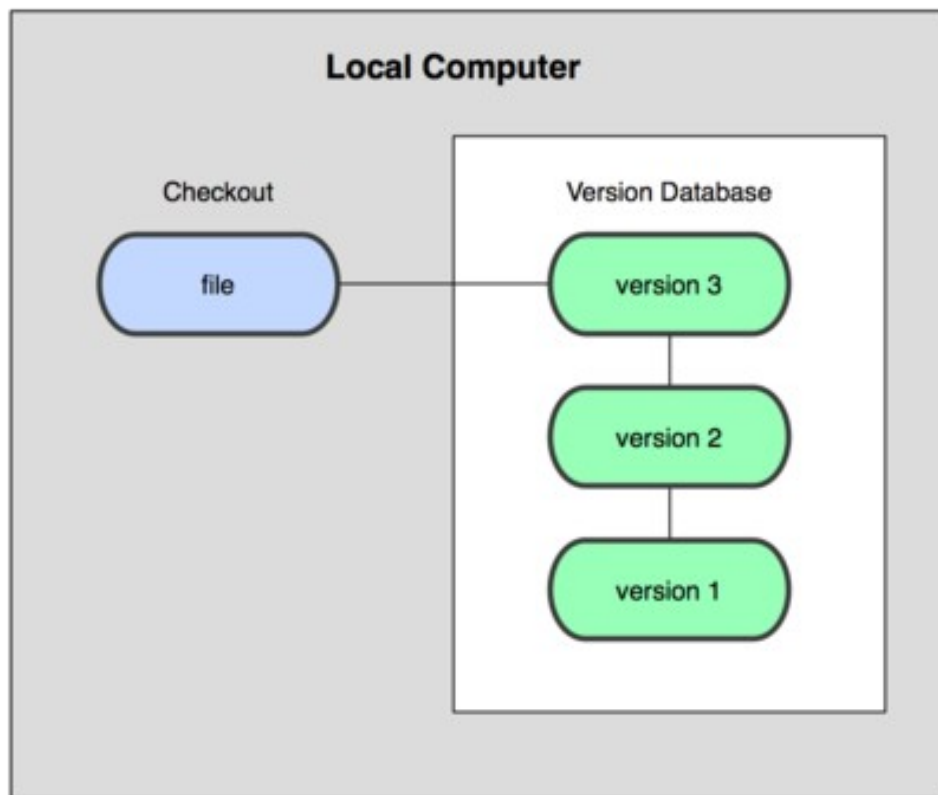 Local Computer
Checkout
Version Database
file
version 3
version 2
version 1